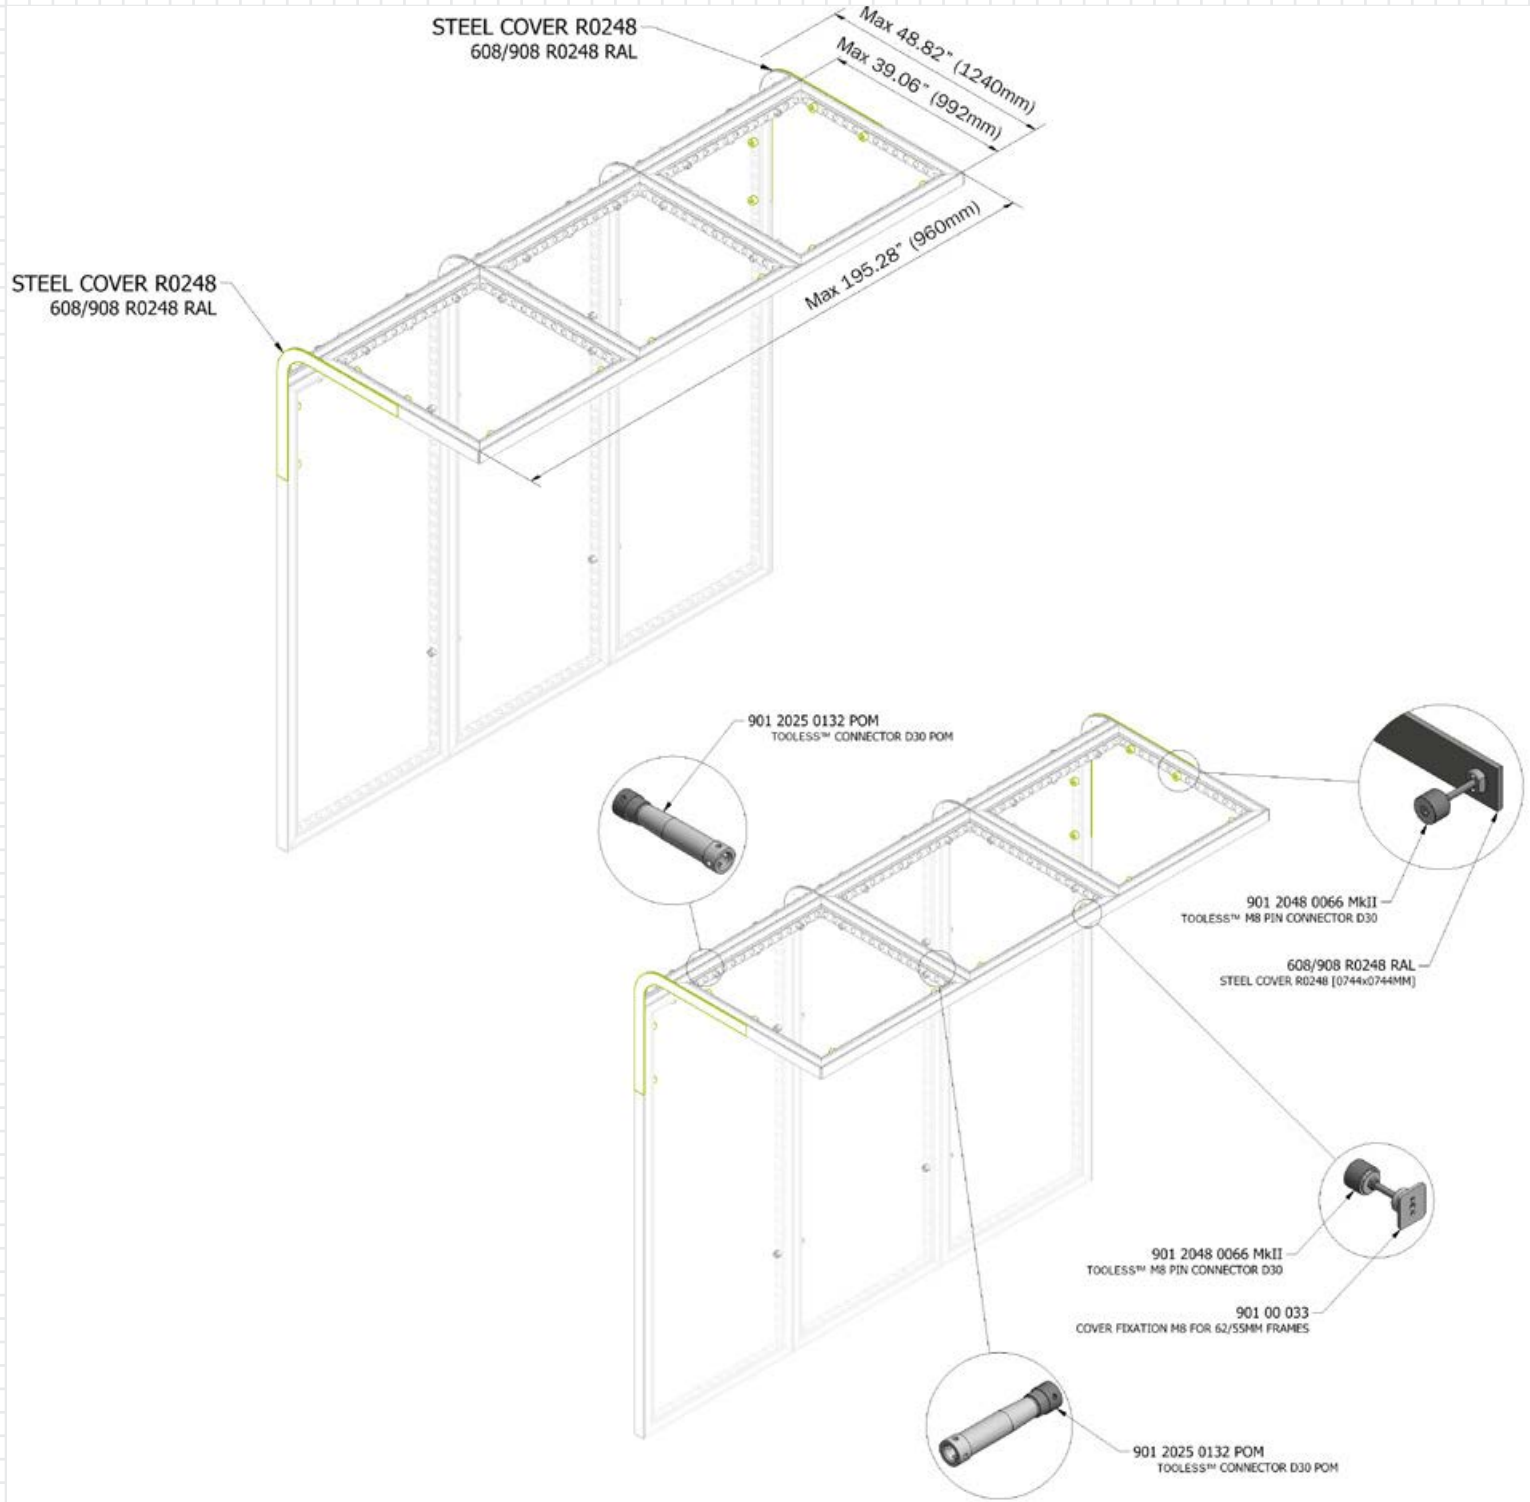 STEEL COVER R0248
608/908 R0248 RAL
Max 48.82" (1240mm)
Max 39.06" (992mm)
Max 195.28" (960mm)
STEEL COVER R0248
608/908 R0248 RAL
901 2025 0132 POM
TOOLESS™ CONNECTOR D30 POM
901 2048 0066 MkII
TOOLESS™ M8 PIN CONNECTOR D30
608/908 R0248 RAL
STEEL COVER R0248 [0744x0744MM]
901 2048 0066 MkII
TOOLESS™ M8 PIN CONNECTOR D30
901 00 033
COVER FIXATION M8 FOR 62/55MM FRAMES
901 2025 0132 POM
TOOLESS™ CONNECTOR D30 POM